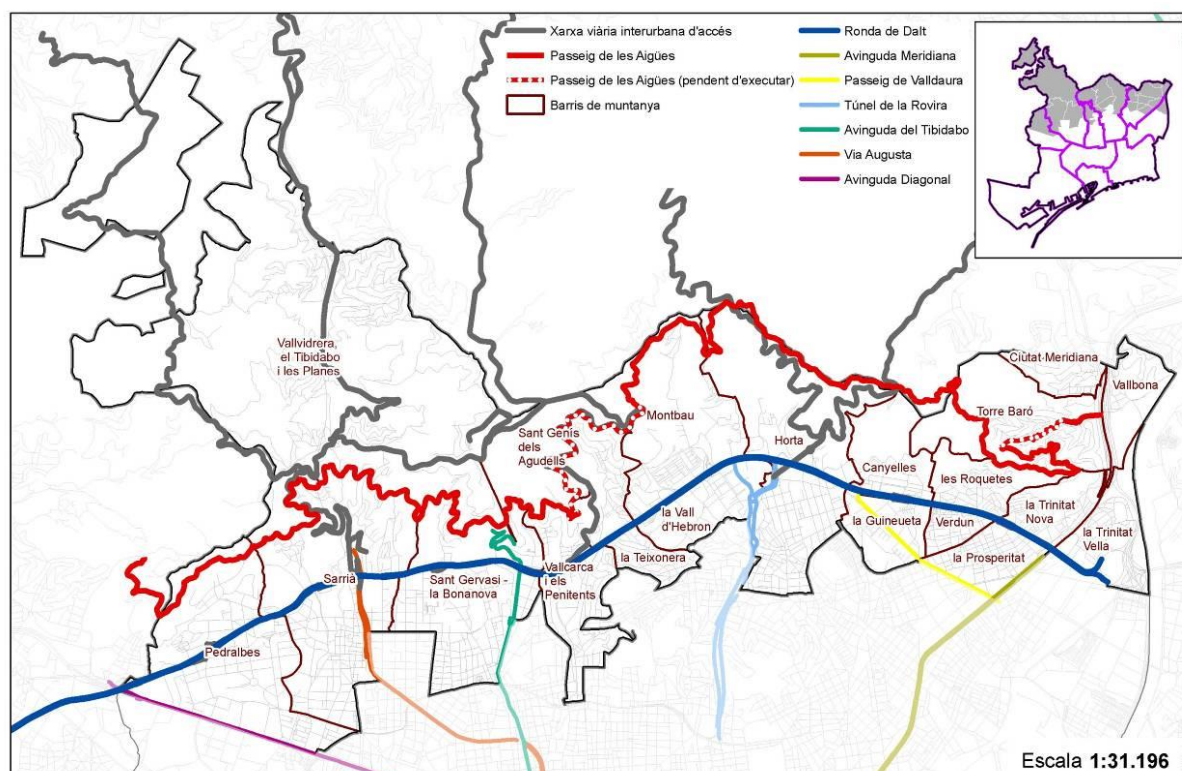 Xarxa viària interurbana d'accés
Passeig de les Aigües
Passeig de les Aigües (pendent d'executar)
Barris de muntanya
Ronda de Dalt
Avinguda Meridiana
Passeig de Valldaura
Túnel de la Rovira
Avinguda del Tibidabo
Via Augusta
Avinguda Diagonal
Vallvidrera,
el Tibidabo
i les Planes
Ciutat Meridiana
Vallbona
Torre Baró
Montbau
Sant Genís
dels
Agudells
Horta
Canyelles
les Roquetes
la Trinitat
Nova
la Guineueta
Verdun
la Vall
d'Hebron
la Trinitat
Vella
la Prosperitat
la Teixonera
Vallcarca
i els
Penitents
Sarrià
Sant Gervasi -
la Bonanova
Pedralbes
Escala 1:31.196